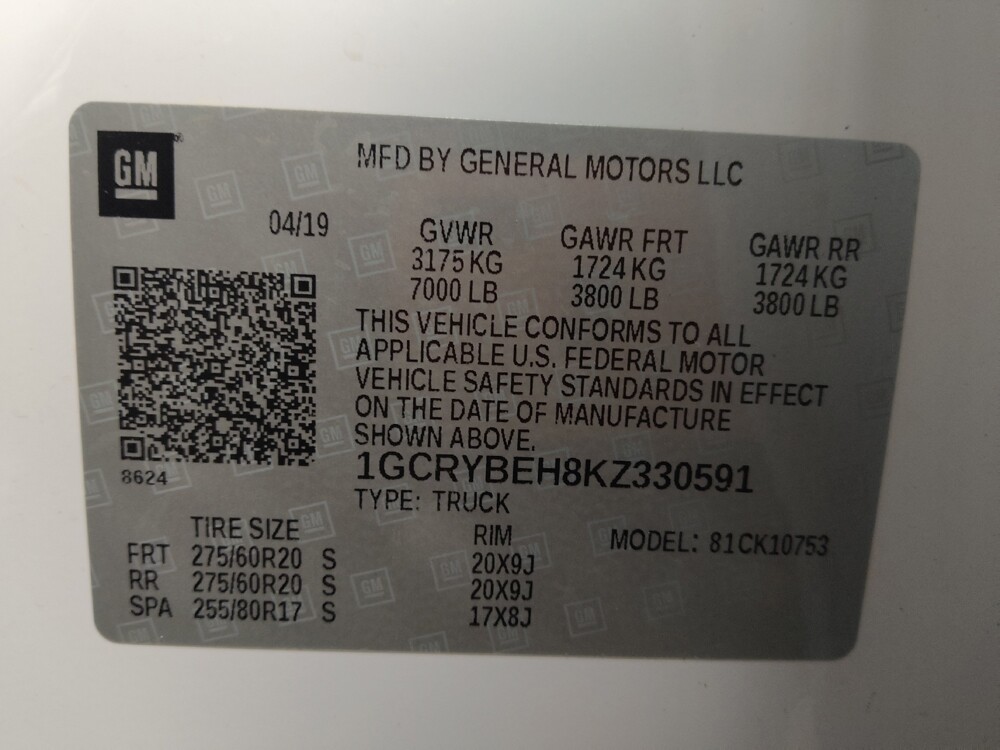 GM
MFD BY GENERAL MOTORS LLC
04/19
GVWR GAWR FRT GAWR RR
3175 KG 1724 KG 1724 KG
7000 LB 3800 LB 3800 LB
THIS VEHICLE CONFORMS TO ALL
APPLICABLE U.S. FEDERAL MOTOR
VEHICLE SAFETY STANDARDS IN EFFECT
ON THE DATE OF MANUFACTURE
SHOWN ABOVE.
8624
1GCRYBEH8KZ330591
TYPE: TRUCK
TIRE SIZE RIM MODEL: 81CK10753
FRT 275/60R20 S 20X9J
RR 275/60R20 S 20X9J
SPA 255/80R17 S 17X8J